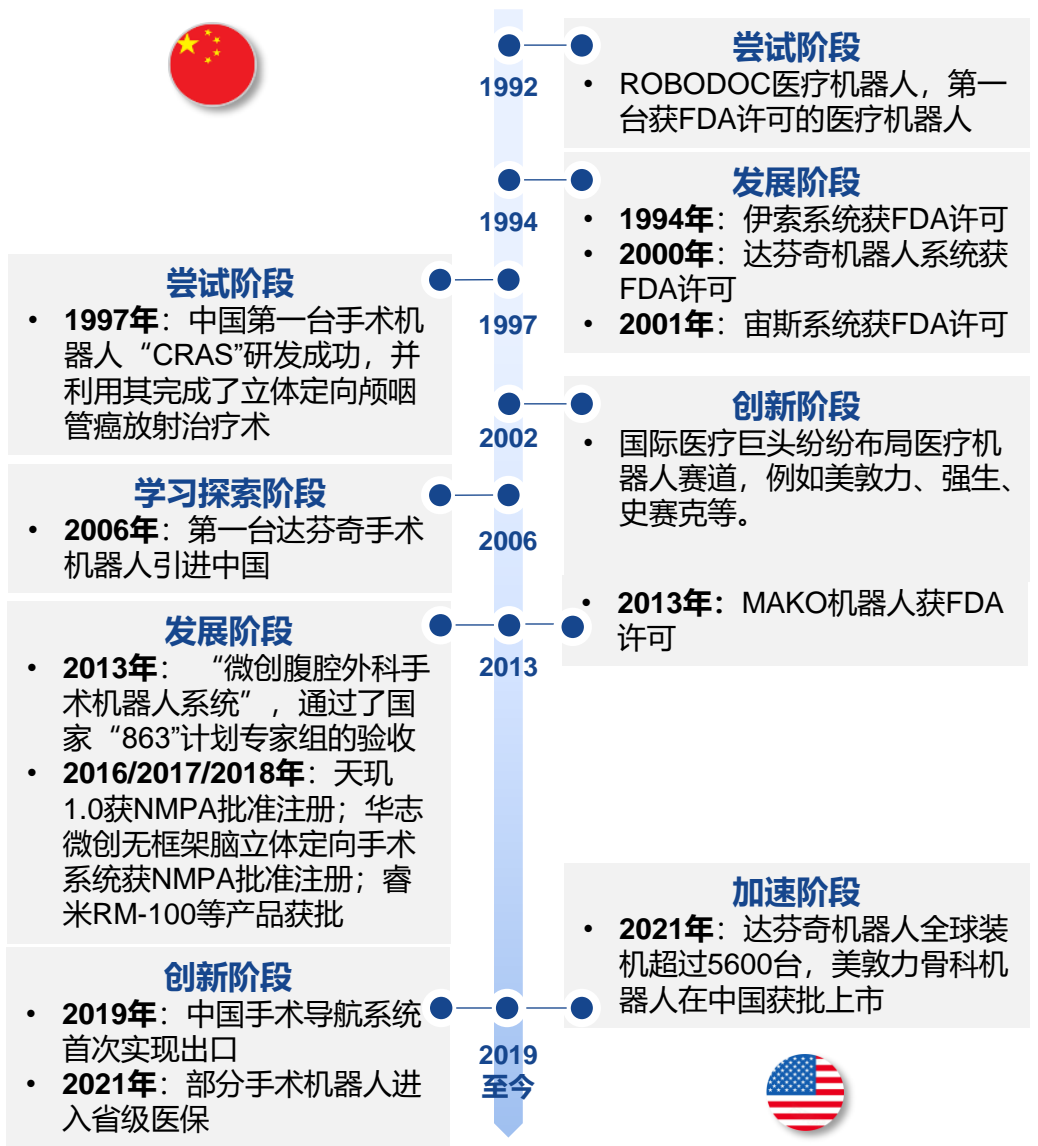 1992
尝试阶段
• ROBODOC医疗机器人，第一
台获FDA许可的医疗机器人
1994
发展阶段
• 1994年：伊索系统获FDA许可
• 2000年：达芬奇机器人系统获
FDA许可
• 2001年：宙斯系统获FDA许可
1997
尝试阶段
• 1997年：中国第一台手术机
器人“CRAS”研发成功，并
利用其完成了立体定向颅咽
管癌放射治疗术
2002
创新阶段
• 国际医疗巨头纷纷布局医疗机
器人赛道，例如美敦力、强生、
史赛克等。
2006
学习探索阶段
• 2006年：第一台达芬奇手术
机器人引进中国
2013
• 2013年：MAKO机器人获FDA
许可
发展阶段
• 2013年： “微创腹腔外科手
术机器人系统”，通过了国
家“863”计划专家组的验收
• 2016/2017/2018年：天玑
1.0获NMPA批准注册；华志
微创无框架脑立体定向手术
系统获NMPA批准注册；睿
米RM-100等产品获批
2019
至今
加速阶段
• 2021年：达芬奇机器人全球装
机超过5600台，美敦力骨科机
器人在中国获批上市
创新阶段
• 2019年：中国手术导航系统
首次实现出口
• 2021年：部分手术机器人进
入省级医保